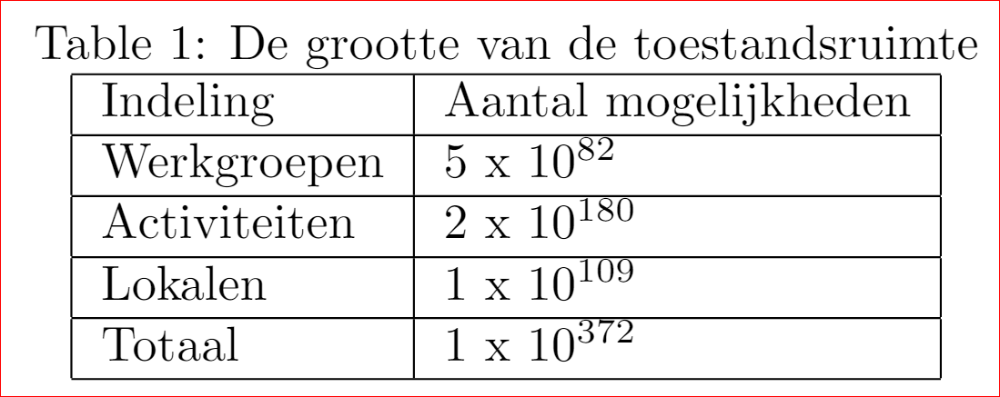 Table 1: De grootte van de toestandsruimte
Indeling Aantal mogelijkheden
Werkgroepen 5 x 10^82
Activiteiten 2 x 10^180
Lokalen 1 x 10^109
Totaal 1 x 10^372